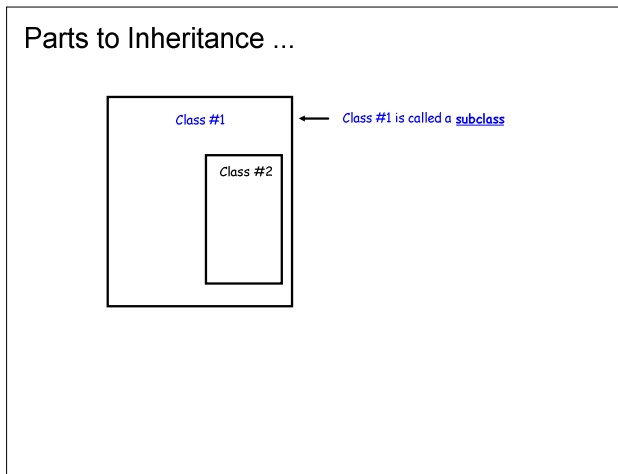 Parts to Inheritance ...
Class #1
Class #1 is called a subclass
Class #2